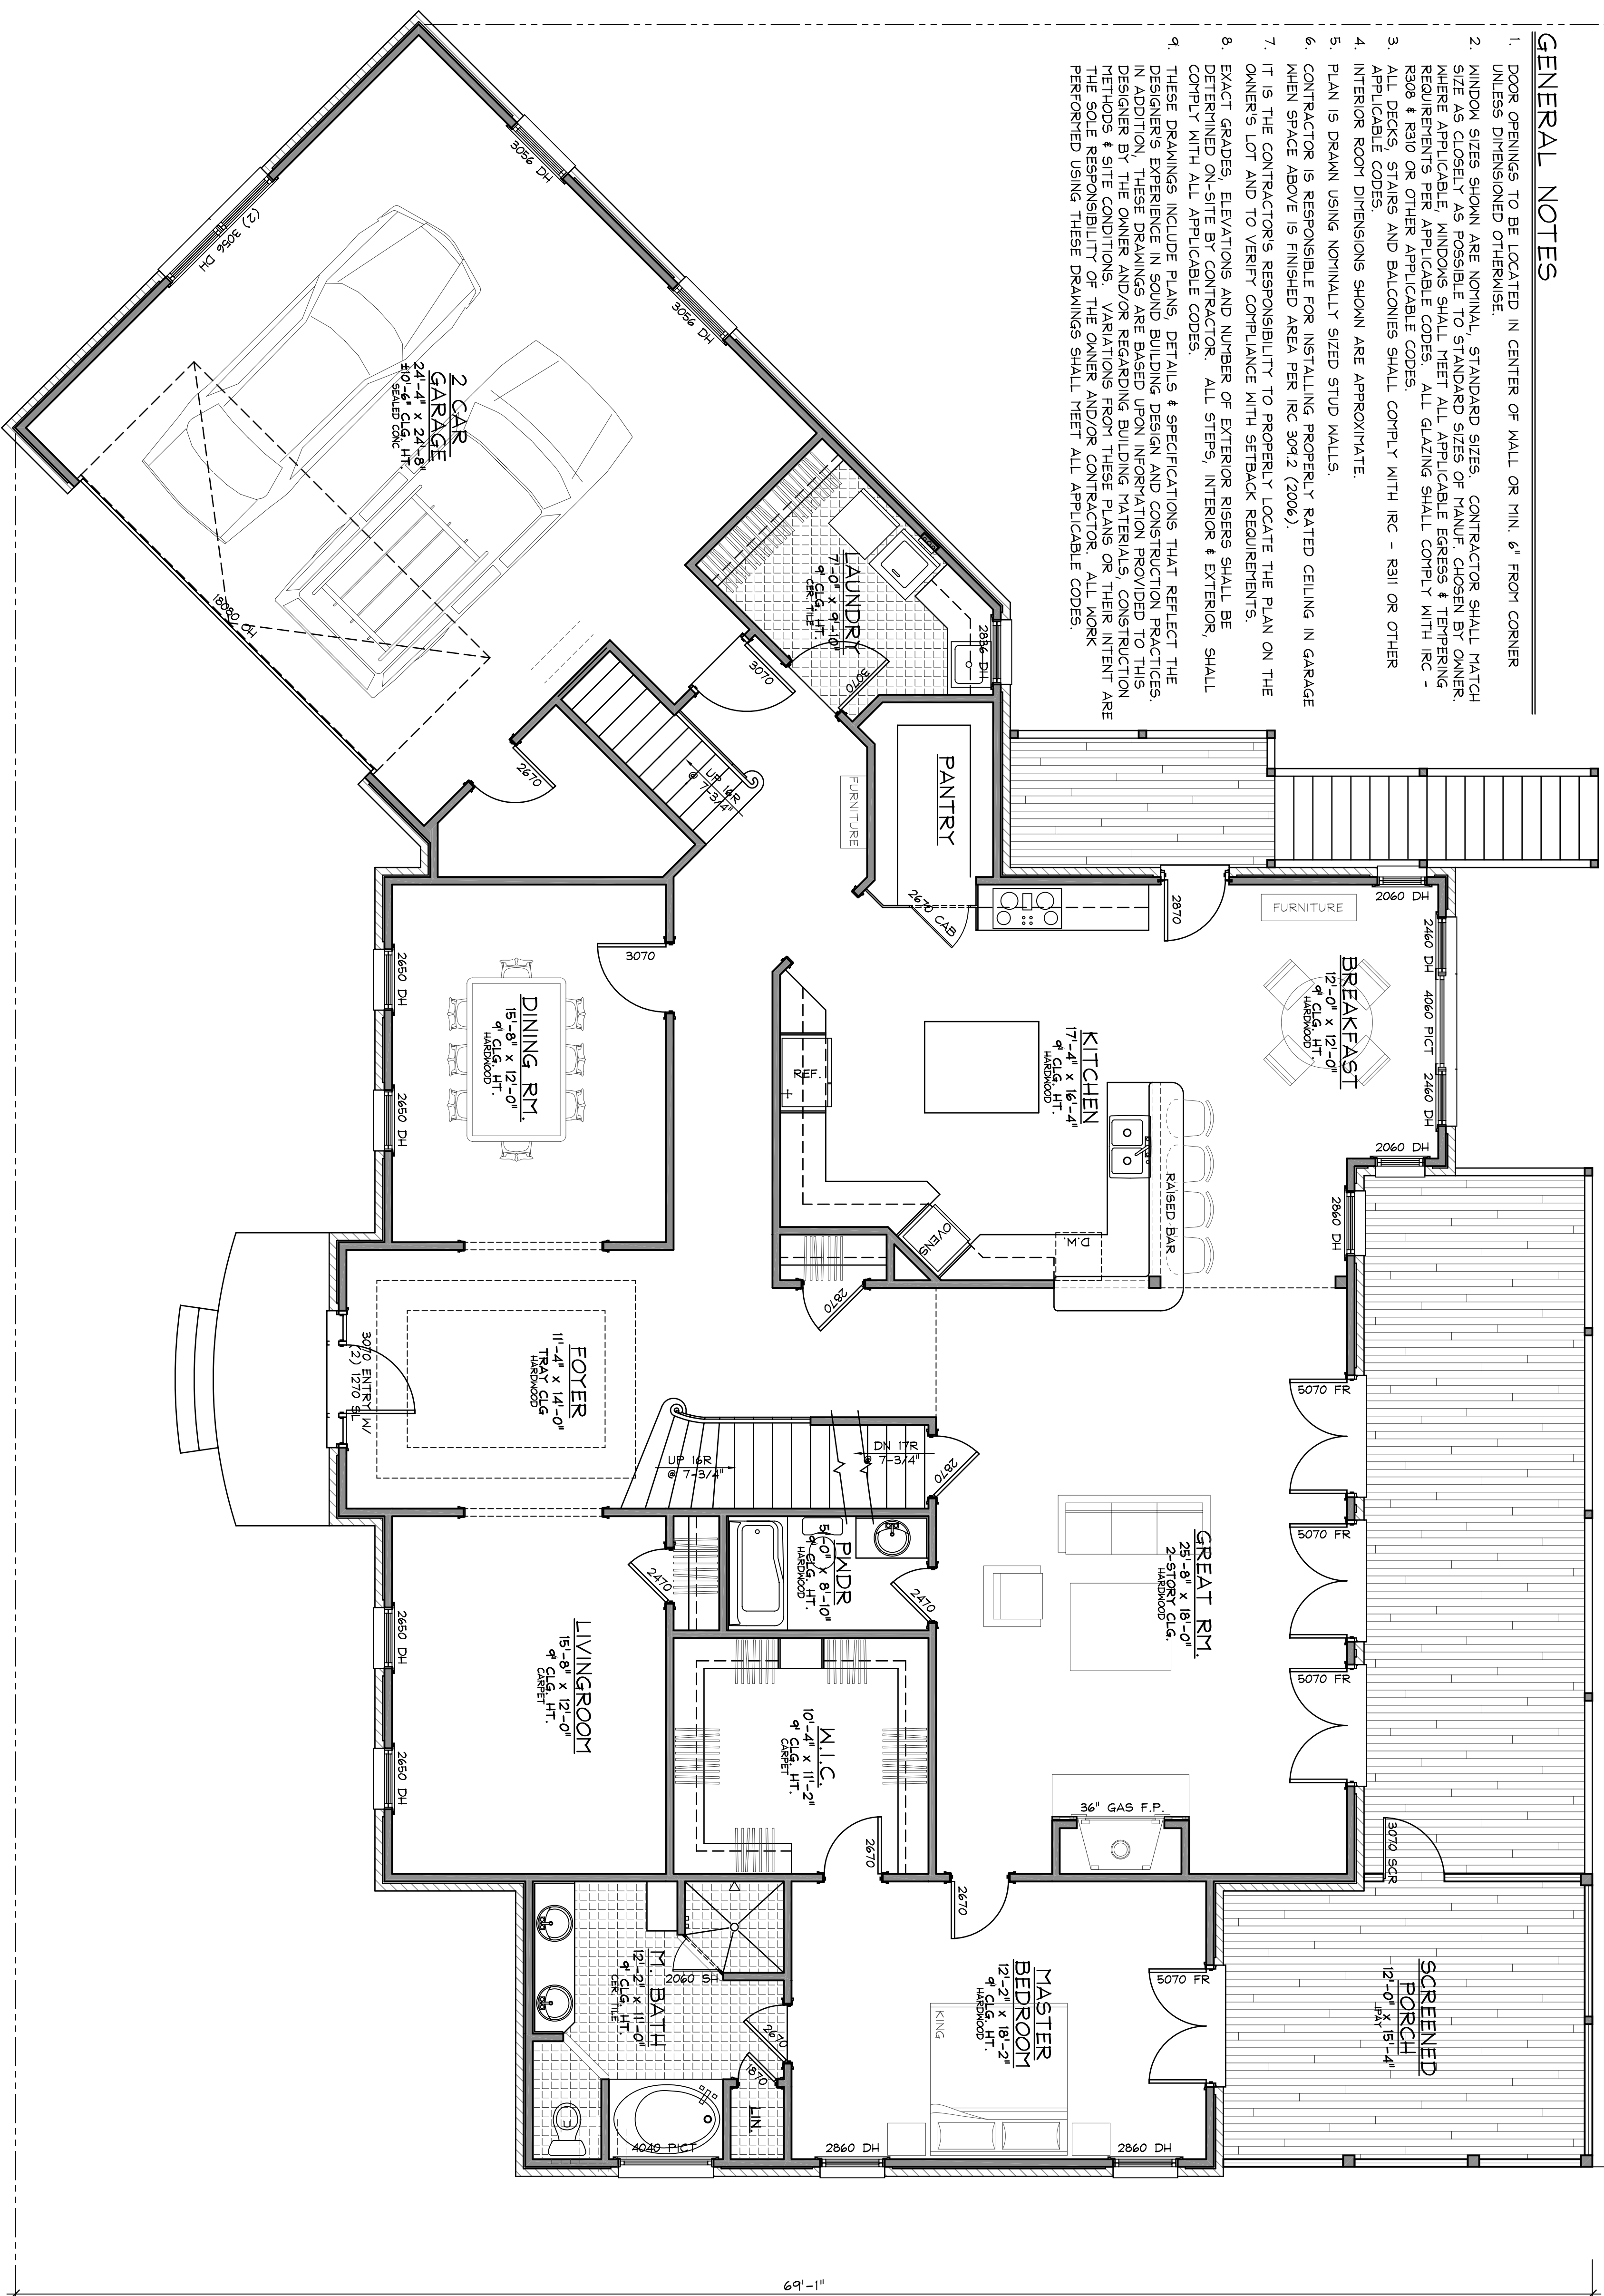 GENERAL NOTES
1. DOOR OPENINGS TO BE LOCATED IN CENTER OF WALL OR MIN. 6" FROM CORNER
UNLESS DIMENSIONED OTHERWISE.
2. WINDOW SIZES SHOWN ARE NOMINAL, STANDARD SIZES. CONTRACTOR SHALL MATCH
SIZE AS CLOSELY AS POSSIBLE TO STANDARD SIZES OF MANUF. CHOSEN BY OWNER.
WHERE APPLICABLE, WINDOWS SHALL MEET ALL APPLICABLE EGRESS & TEMPERING
REQUIREMENTS PER APPLICABLE CODES. ALL GLAZING SHALL COMPLY WITH IRC -
R308 & R310 OR OTHER APPLICABLE CODES.
3. ALL DECKS, STAIRS AND BALCONIES SHALL COMPLY WITH IRC - R311 OR OTHER
APPLICABLE CODES.
4. INTERIOR ROOM DIMENSIONS SHOWN ARE APPROXIMATE.
5. PLAN IS DRAWN USING NOMINALLY SIZED STUD WALLS.
6. CONTRACTOR IS RESPONSIBLE FOR INSTALLING PROPERLY RATED CEILING IN GARAGE
WHEN SPACE ABOVE IS FINISHED AREA PER IRC 309.2 (2006).
7. IT IS THE CONTRACTOR'S RESPONSIBILITY TO PROPERLY LOCATE THE PLAN ON THE
OWNER'S LOT AND TO VERIFY COMPLIANCE WITH SETBACK REQUIREMENTS.
8. EXACT GRADES, ELEVATIONS AND NUMBER OF EXTERIOR RISERS SHALL BE
DETERMINED ON-SITE BY CONTRACTOR. ALL STEPS, INTERIOR & EXTERIOR, SHALL
COMPLY WITH ALL APPLICABLE CODES.
9. THESE DRAWINGS INCLUDE PLANS, DETAILS & SPECIFICATIONS THAT REFLECT THE
DESIGNER'S EXPERIENCE IN SOUND BUILDING DESIGN AND CONSTRUCTION PRACTICES.
IN ADDITION, THESE DRAWINGS ARE BASED UPON INFORMATION PROVIDED TO THIS
DESIGNER BY THE OWNER AND/OR REGARDING BUILDING MATERIALS, CONSTRUCTION
METHODS & SITE CONDITIONS. VARIATIONS FROM THESE PLANS OR THEIR INTENT ARE
THE SOLE RESPONSIBILITY OF THE OWNER AND/OR CONTRACTOR. ALL WORK
PERFORMED USING THESE DRAWINGS SHALL MEET ALL APPLICABLE CODES.
3056 DH
(2) 3056 DH
3056 DH
2 CAR
GARAGE
24'-4" x 24'-8"
±10'-6" CLG. HT.
SEALED CONC
18080 OH
LAUNDRY
7'-0" x 9'-10"
9' CLG. HT.
CER. TILE
2836 DH
3070
3070
2670
UP 16R
@ 7-3/4"
FURNITURE
PANTRY
2670 CAB
2870
FURNITURE
2060 DH
2460 DH
4060 PICT
2460 DH
2060 DH
BREAKFAST
12'-0" x 12'-0"
9' CLG. HT.
HARDWOOD
KITCHEN
17'-4" x 16'-4"
9' CLG. HT.
HARDWOOD
REF.
RAISED BAR
D.W.
OVENS
2860 DH
3070
2650 DH
2650 DH
DINING RM.
15'-8" x 12'-0"
9' CLG. HT.
HARDWOOD
2870
FOYER
11'-4" x 14'-0"
TRAY CLG
HARDWOOD
3070 ENTRY W/
(2) 1270 SL
UP 16R
@ 7-3/4"
DN 17R
@ 7-3/4"
2870
5070 FR
5070 FR
5070 FR
GREAT RM.
25'-8" x 18'-0"
2-STORY CLG.
HARDWOOD
36" GAS F.P.
PWDR
5'-0" x 8'-10"
9' CLG. HT.
HARDWOOD
2470
2470
LIVINGROOM
15'-8" x 12'-0"
9' CLG. HT.
CARPET
2650 DH
2650 DH
W.I.C.
10'-4" x 11'-2"
9' CLG. HT.
CARPET
2670
2670
3070 SCR
SCREENED
PORCH
12'-0" x 15'-4"
IPAY
5070 FR
MASTER
BEDROOM
12'-2" x 18'-2"
9' CLG. HT.
HARDWOOD
KING
2860 DH
2860 DH
M. BATH
12'-2" x 11'-0"
9' CLG. HT.
CER. TILE
2060 SH
2670
1870
LIN.
4040 PICT
69'-1"